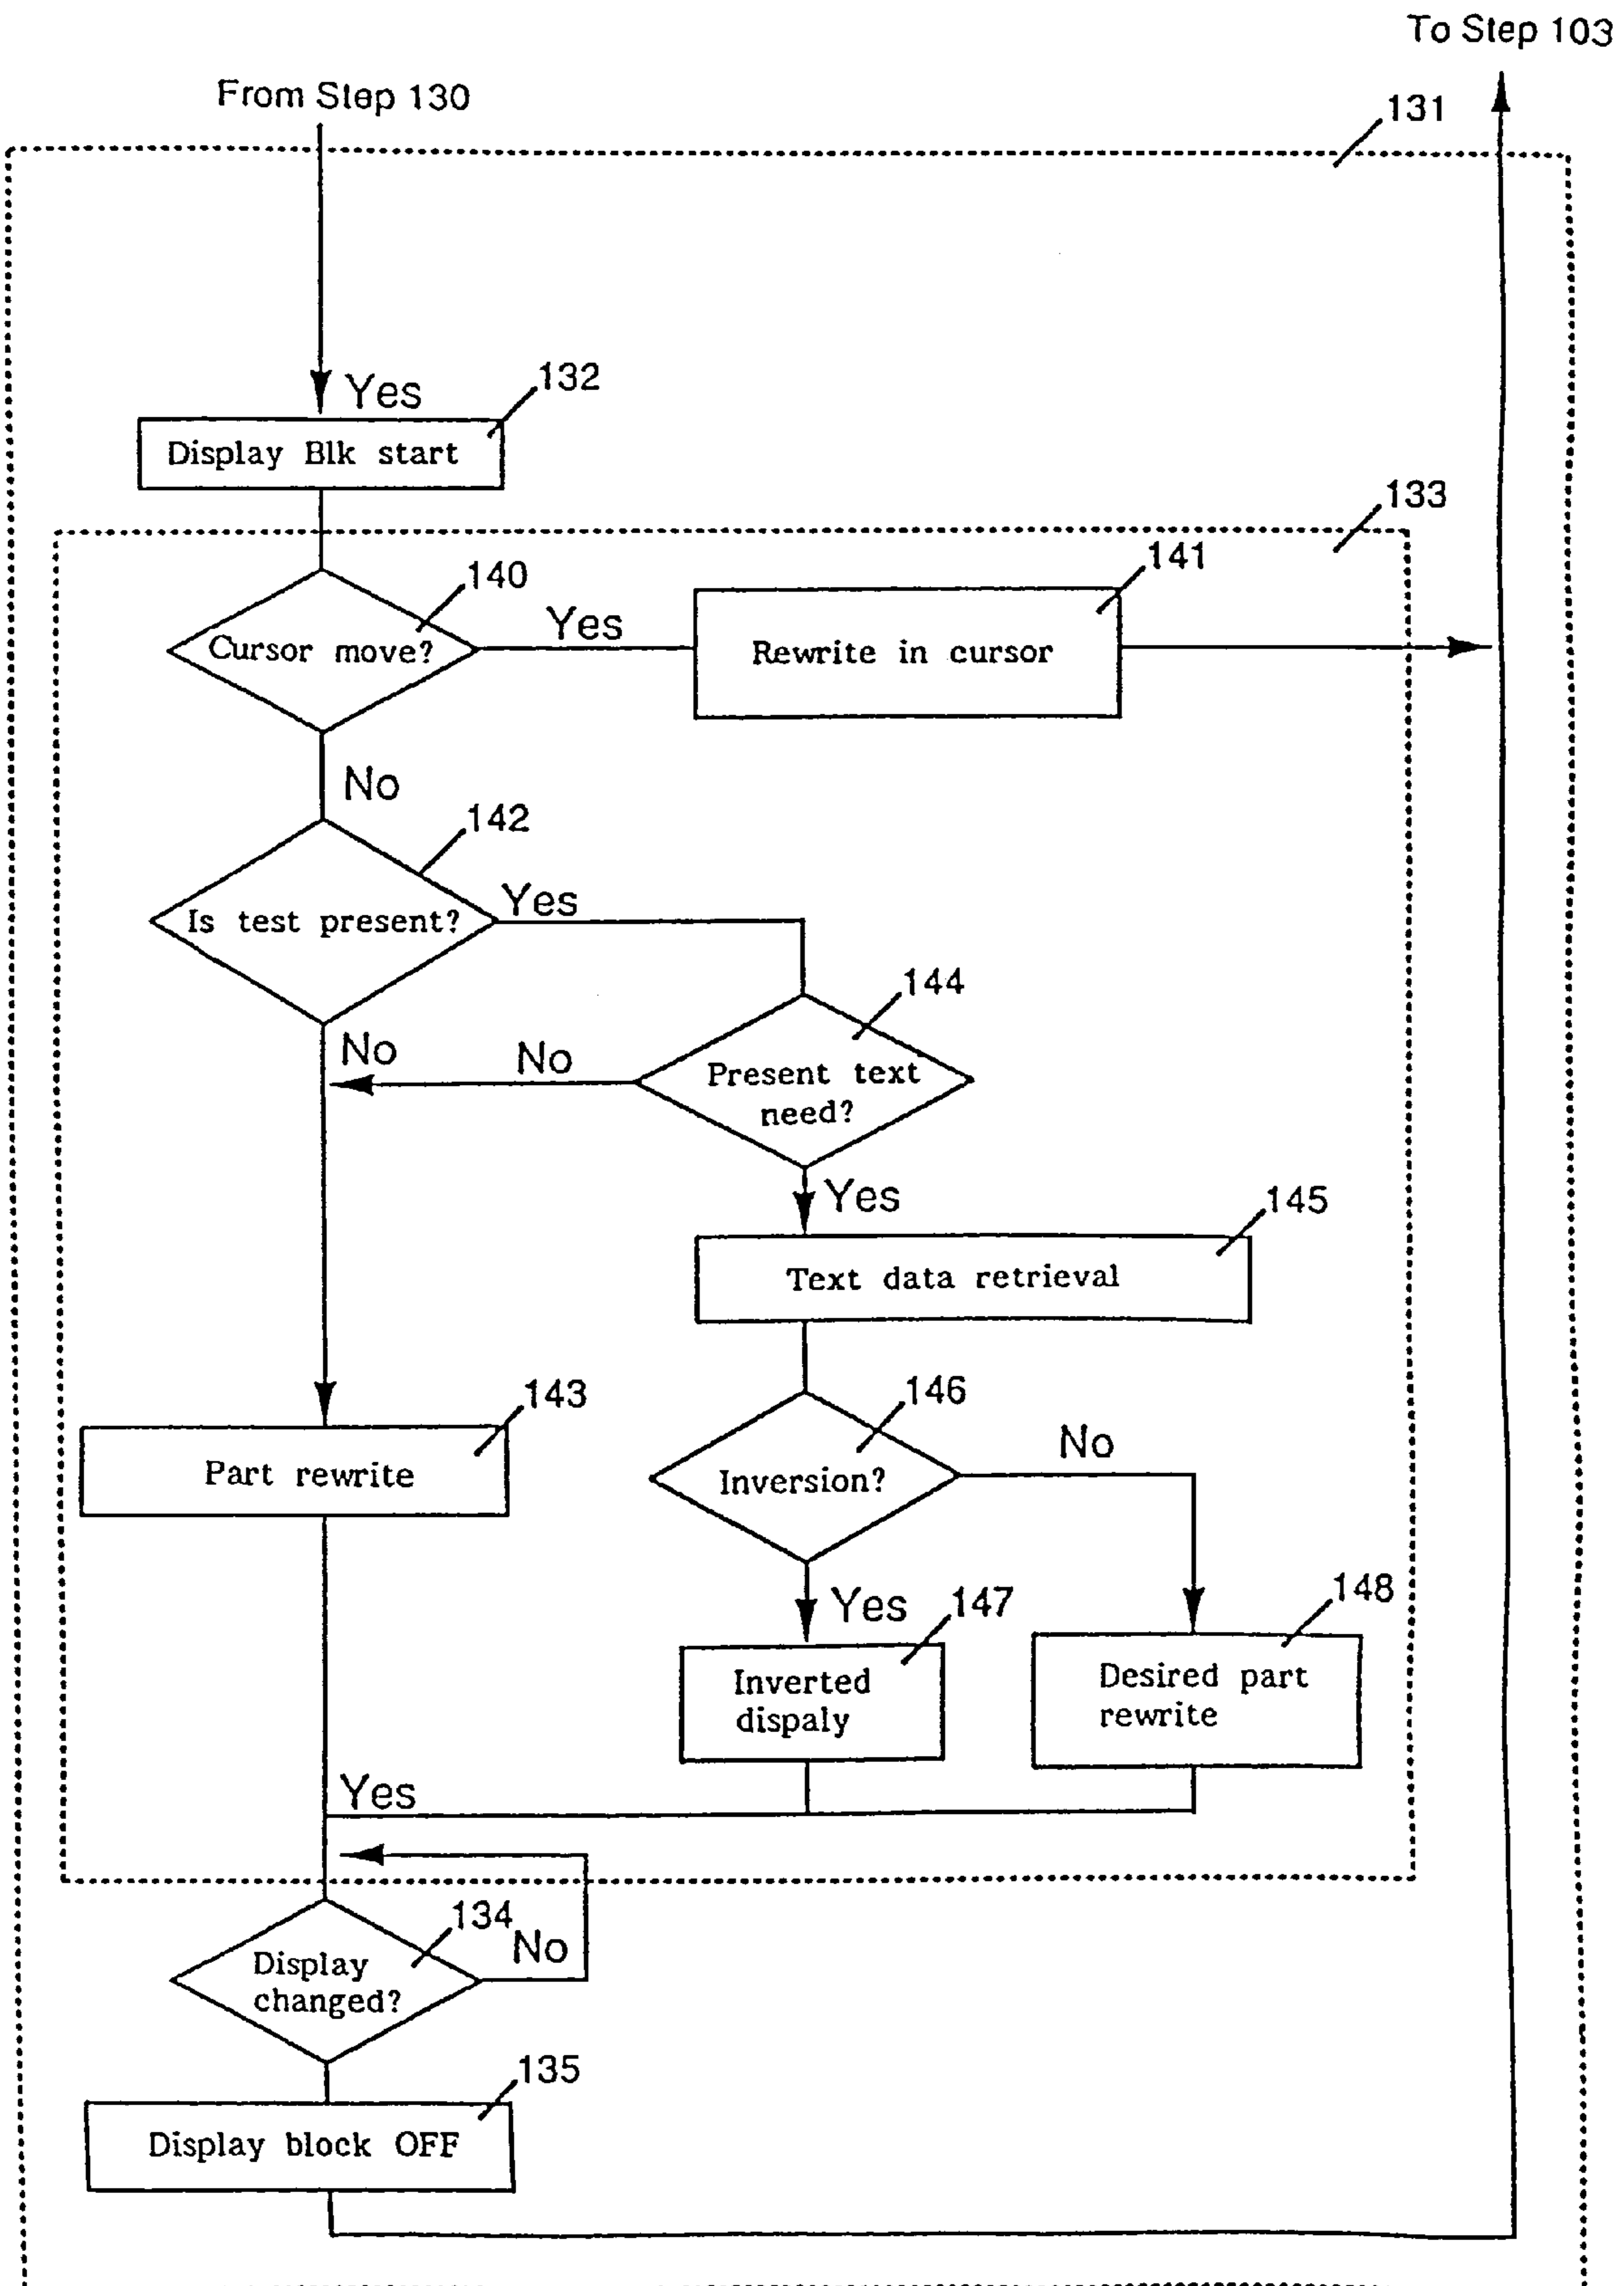 To Step 103
From Step 130
131
Yes
132
Display Blk start
133
140
141
Cursor move?
Yes
Rewrite in cursor
No
142
Is test present?
Yes
144
No
No
Present text
need?
Yes
145
Text data retrieval
143
146
Part rewrite
Inversion?
No
Yes
147
148
Inverted
dispaly
Desired part
rewrite
Yes
134
No
Display
changed?
135
Display block OFF